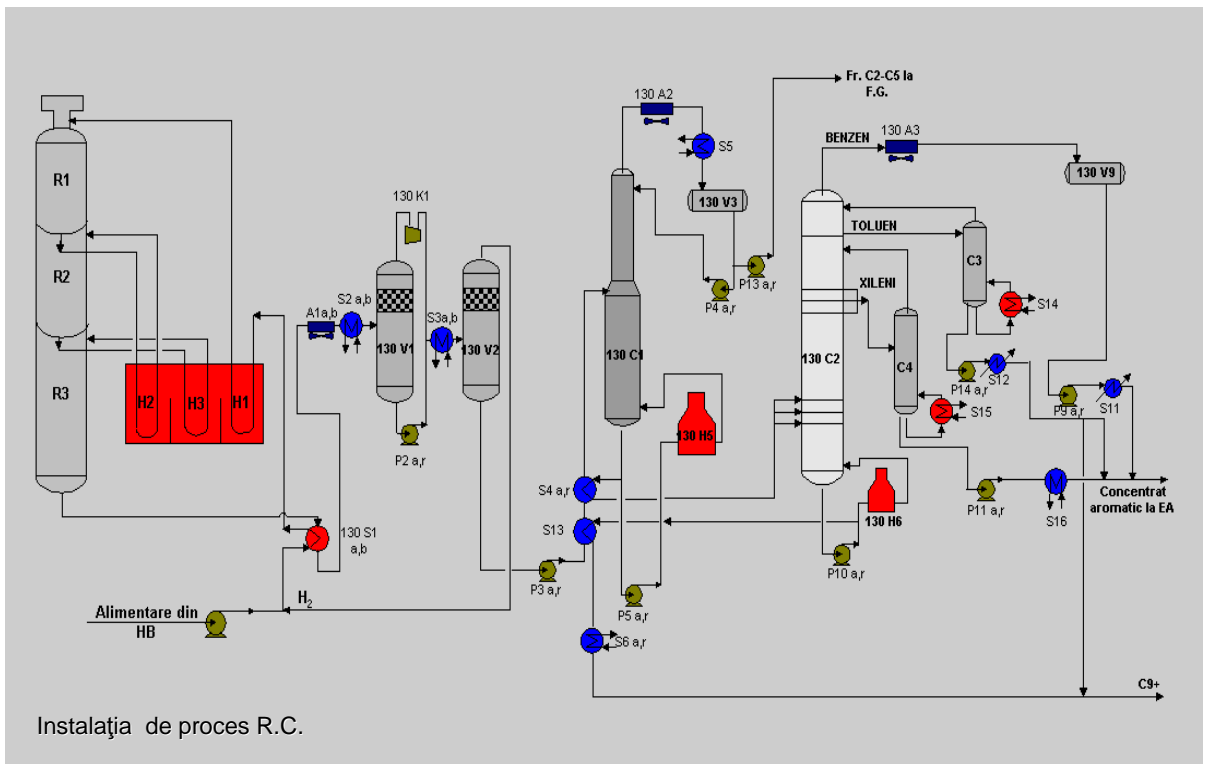 Fr. C2-C5 la
F.G.
130 A2
130 A3
BENZEN
S5
R1
130 V9
130 K1
130 V3
TOLUEN
C3
R2
P13 a,r
XILENI
P4 a,r
S2 a,b
A1a,b
S3a,b
S14
130 V1
130 V2
130 C1
130 C2
C4
P14 a,r
S12
R3
H2
H3
H1
P9 a,r
S11
S15
P2 a,r
130 H5
S4 a,r
Concentrat
aromatic la EA
P11 a,r
S16
130 H6
130 S1
a,b
S13
P10 a,r
P3 a,r
H2
P5 a,r
Alimentare din
HB
S6 a,r
C9+
Instalaţia de proces R.C.